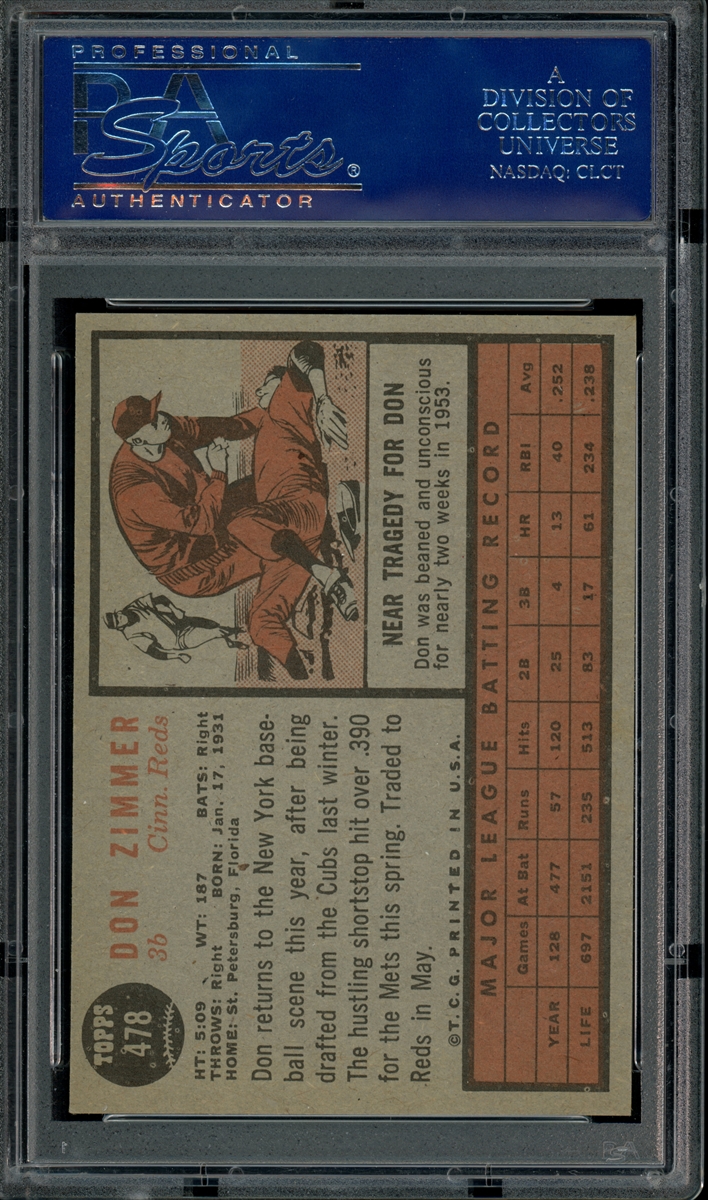 PROFESSIONAL
PSA
Sports®
AUTHENTICATOR
A
DIVISION OF
COLLECTORS
UNIVERSE
NASDAQ: CLCT
TOPPS
478
DON ZIMMER
3b Cinn. Reds
HT: 5:09 WT: 187 BATS: Right
THROWS: Right BORN: Jan. 17, 1931
HOME: St. Petersburg, Florida
Don returns to the New York base-
ball scene this year, after being
drafted from the Cubs last winter.
The hustling shortstop hit over .390
for the Mets this spring. Traded to
Reds in May.
NEAR TRAGEDY FOR DON
Don was beaned and unconscious
for nearly two weeks in 1953.
©T.C.G. PRINTED IN U.S.A.
MAJOR LEAGUE BATTING RECORD
Games At Bat Runs Hits 2B 3B HR RBI Avg
YEAR 128 477 57 120 25 4 13 40 .252
LIFE 697 2151 235 513 83 17 61 234 .238
PSA